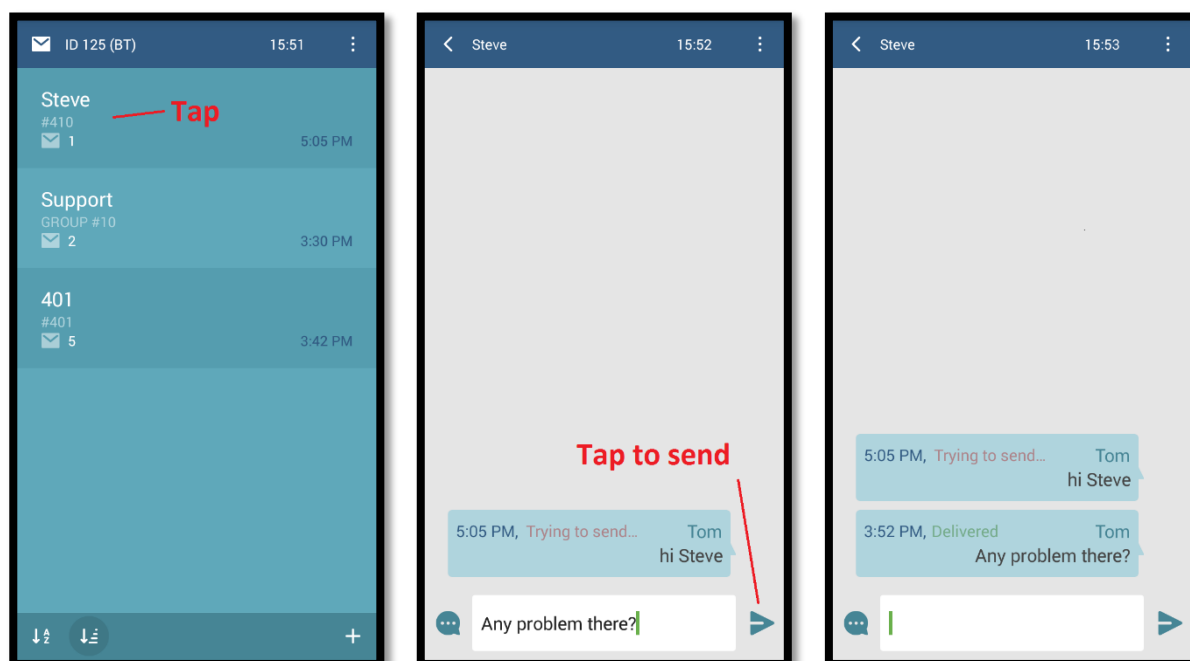 ID 125 (BT) 15:51
Steve
#410
Tap
1 5:05 PM
Support
GROUP #10
2 3:30 PM
401
#401
5 3:42 PM
Steve 15:52
Tap to send
5:05 PM, Trying to send... Tom
hi Steve
Any problem there?
Steve 15:53
5:05 PM, Trying to send... Tom
hi Steve
3:52 PM, Delivered Tom
Any problem there?